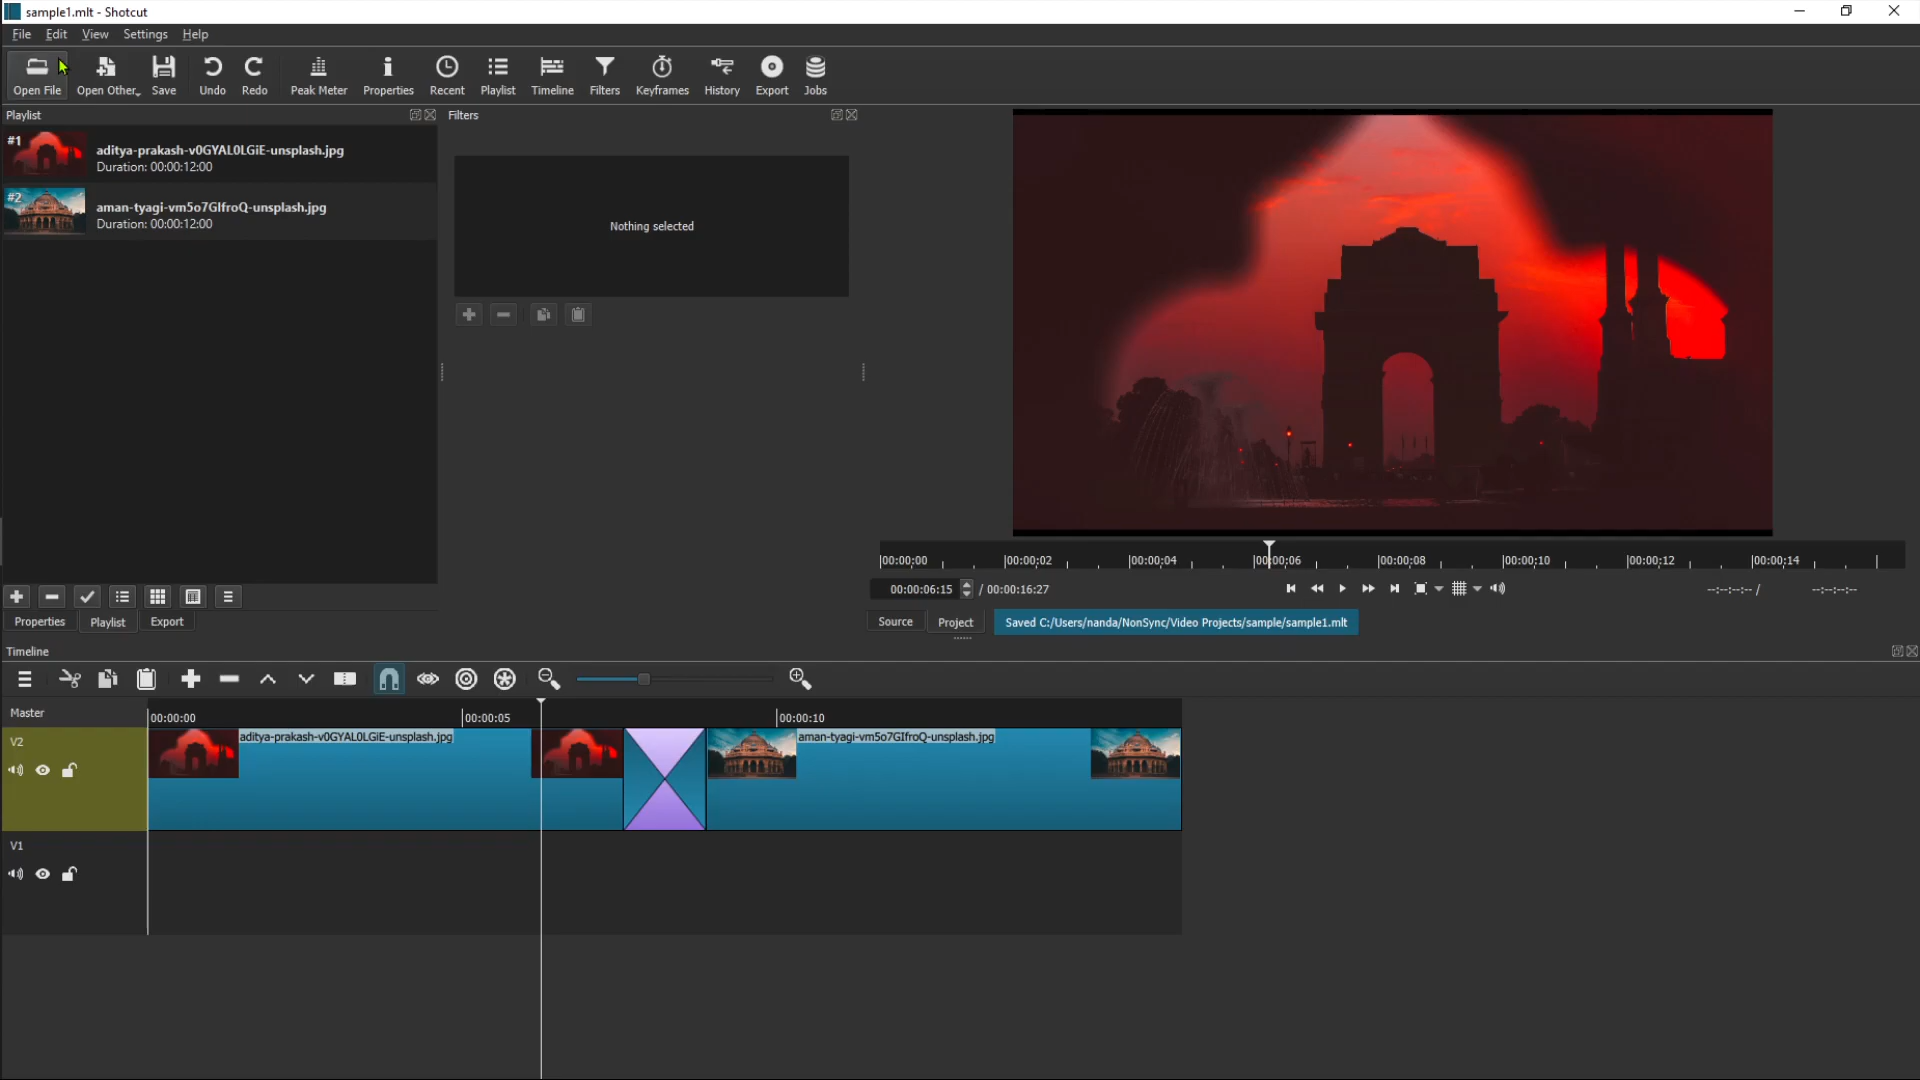 sample1.mlt - Shotcut
File Edit View Settings Help
Open File Open Other Save Undo Redo Peak Meter Properties Recent Playlist Timeline Filters Keyframes History Export Jobs
Playlist
#1
aditya-prakash-v0GYAL0LGiE-unsplash.jpg
Duration: 00:00:12:00
#2
aman-tyagi-vm5o7GIfroQ-unsplash.jpg
Duration: 00:00:12:00
Filters
Nothing selected
00:00:00 00:00:02 00:00:04 00:00:06 00:00:08 00:00:10 00:00:12 00:00:14
00:00:06:15 / 00:00:16:27 --:--:--:-- / --:--:--:--
Source Project Saved C:/Users/nanda/NonSync/Video Projects/sample/sample1.mlt
Properties Playlist Export
Timeline
Master
00:00:00 00:00:05 00:00:10
V2
aditya-prakash-v0GYAL0LGiE-unsplash.jpg aman-tyagi-vm5o7GIfroQ-unsplash.jpg
V1